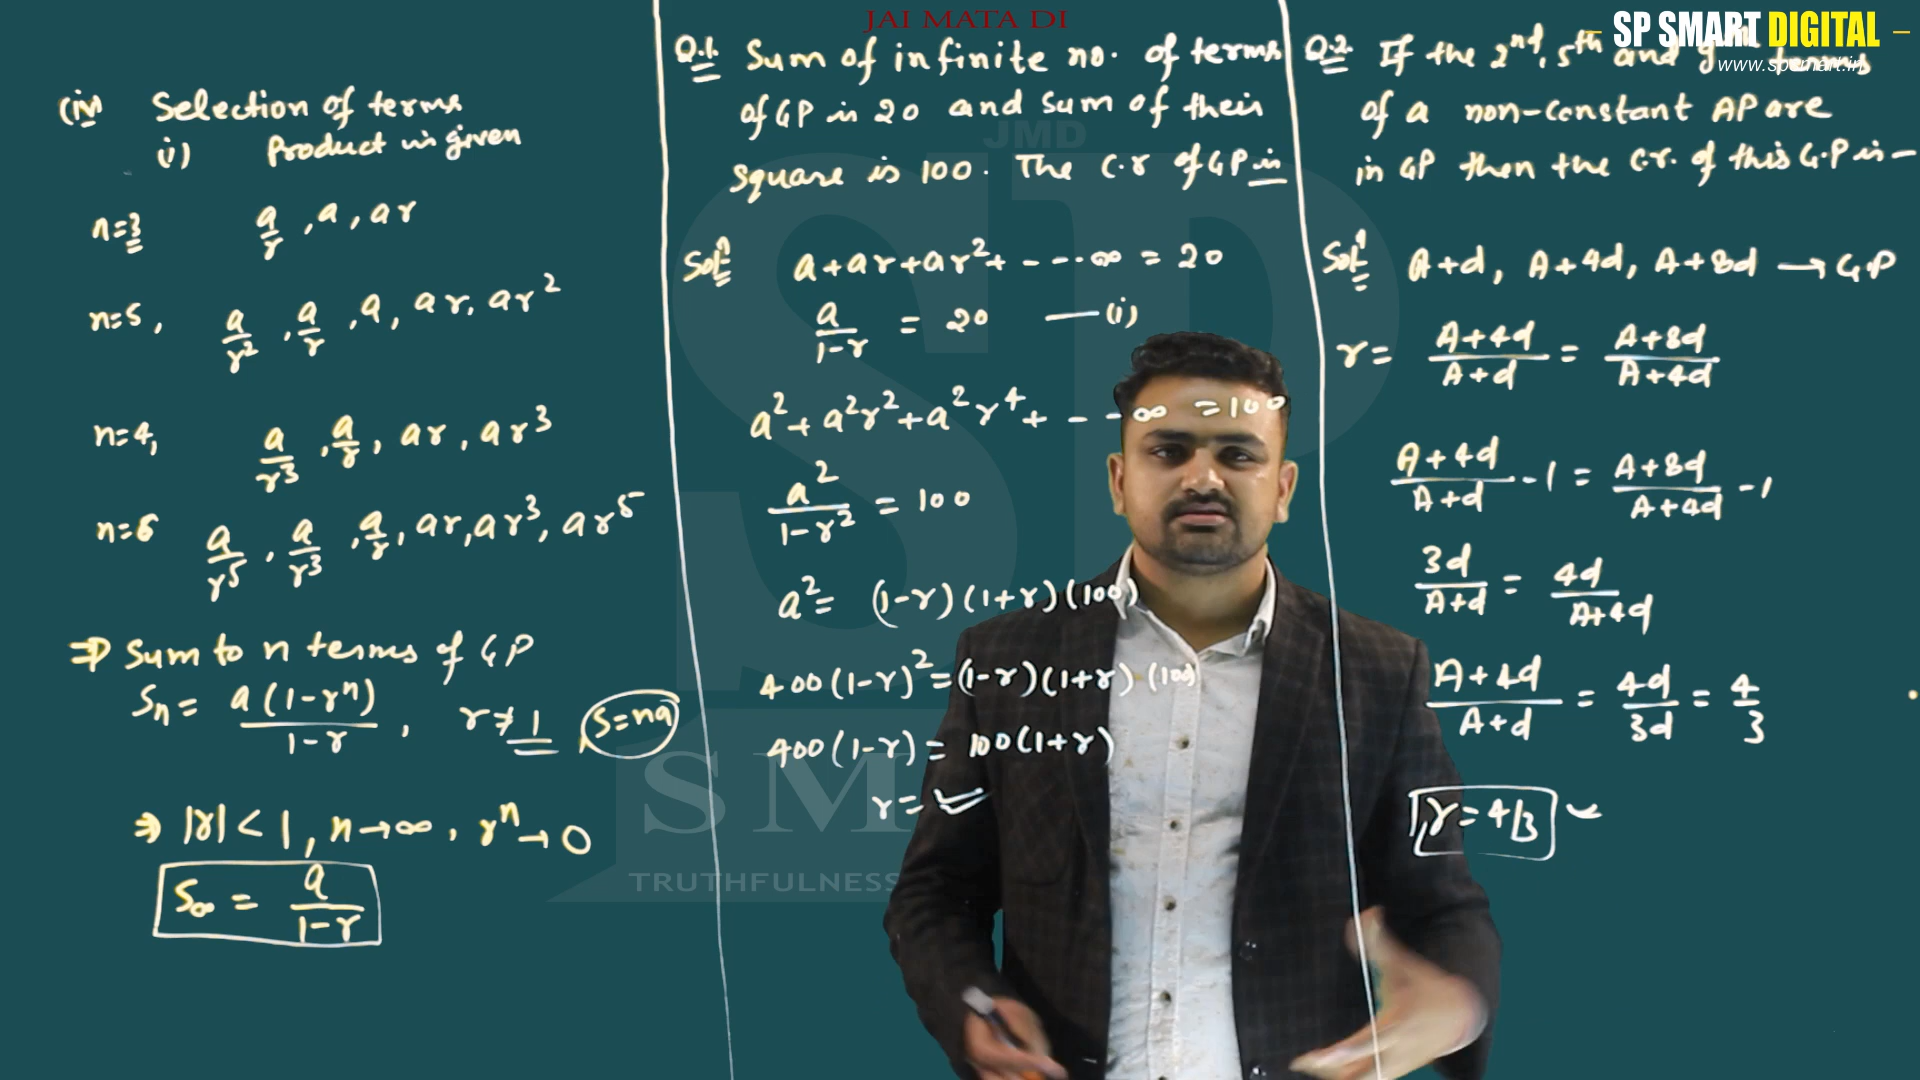 JAI MATA DI
SP SMART DIGITAL
www.spsmart.in
(iv) Selection of terms
(i) Product is given
n=3 a/r, a, ar
n=5, a/r², a/r, a, ar, ar²
n=4, a/r³, a/r, ar, ar³
n=6 a/r⁵, a/r³, a/r, ar, ar³, ar⁵
⇒ Sum to n terms of GP
Sn = a(1-rⁿ)/1-r, r≠1, S=na
⇒ |r|<1, n→∞, rⁿ→0
S∞ = a/1-r
Q.1. Sum of infinite no. of terms
of GP is 20 and sum of their
square is 100. The C.r of GP is
Solⁿ a+ar+ar²+ - - - ∞ = 20
a/1-r = 20 —(i)
a²+a²r²+a²r⁴+ - - ∞ =100
a²/1-r² = 100
a²= (1-r)(1+r)(100)
400(1-r)²=(1-r)(1+r)(100)
400(1-r)= 100(1+r)
r=
Q.2. If the 2nd, 5th and 9th terms
of a non-constant AP are
in GP then the C.r. of this G.P is-
Solⁿ A+d, A+4d, A+8d → GP
r= A+4d/A+d = A+8d/A+4d
A+4d/A+d -1 = A+8d/A+4d -1
3d/A+d = 4d/A+4d
A+4d/A+d = 4d/3d = 4/3
r=4/3
JMD
SP
SM
TRUTHFULNESS